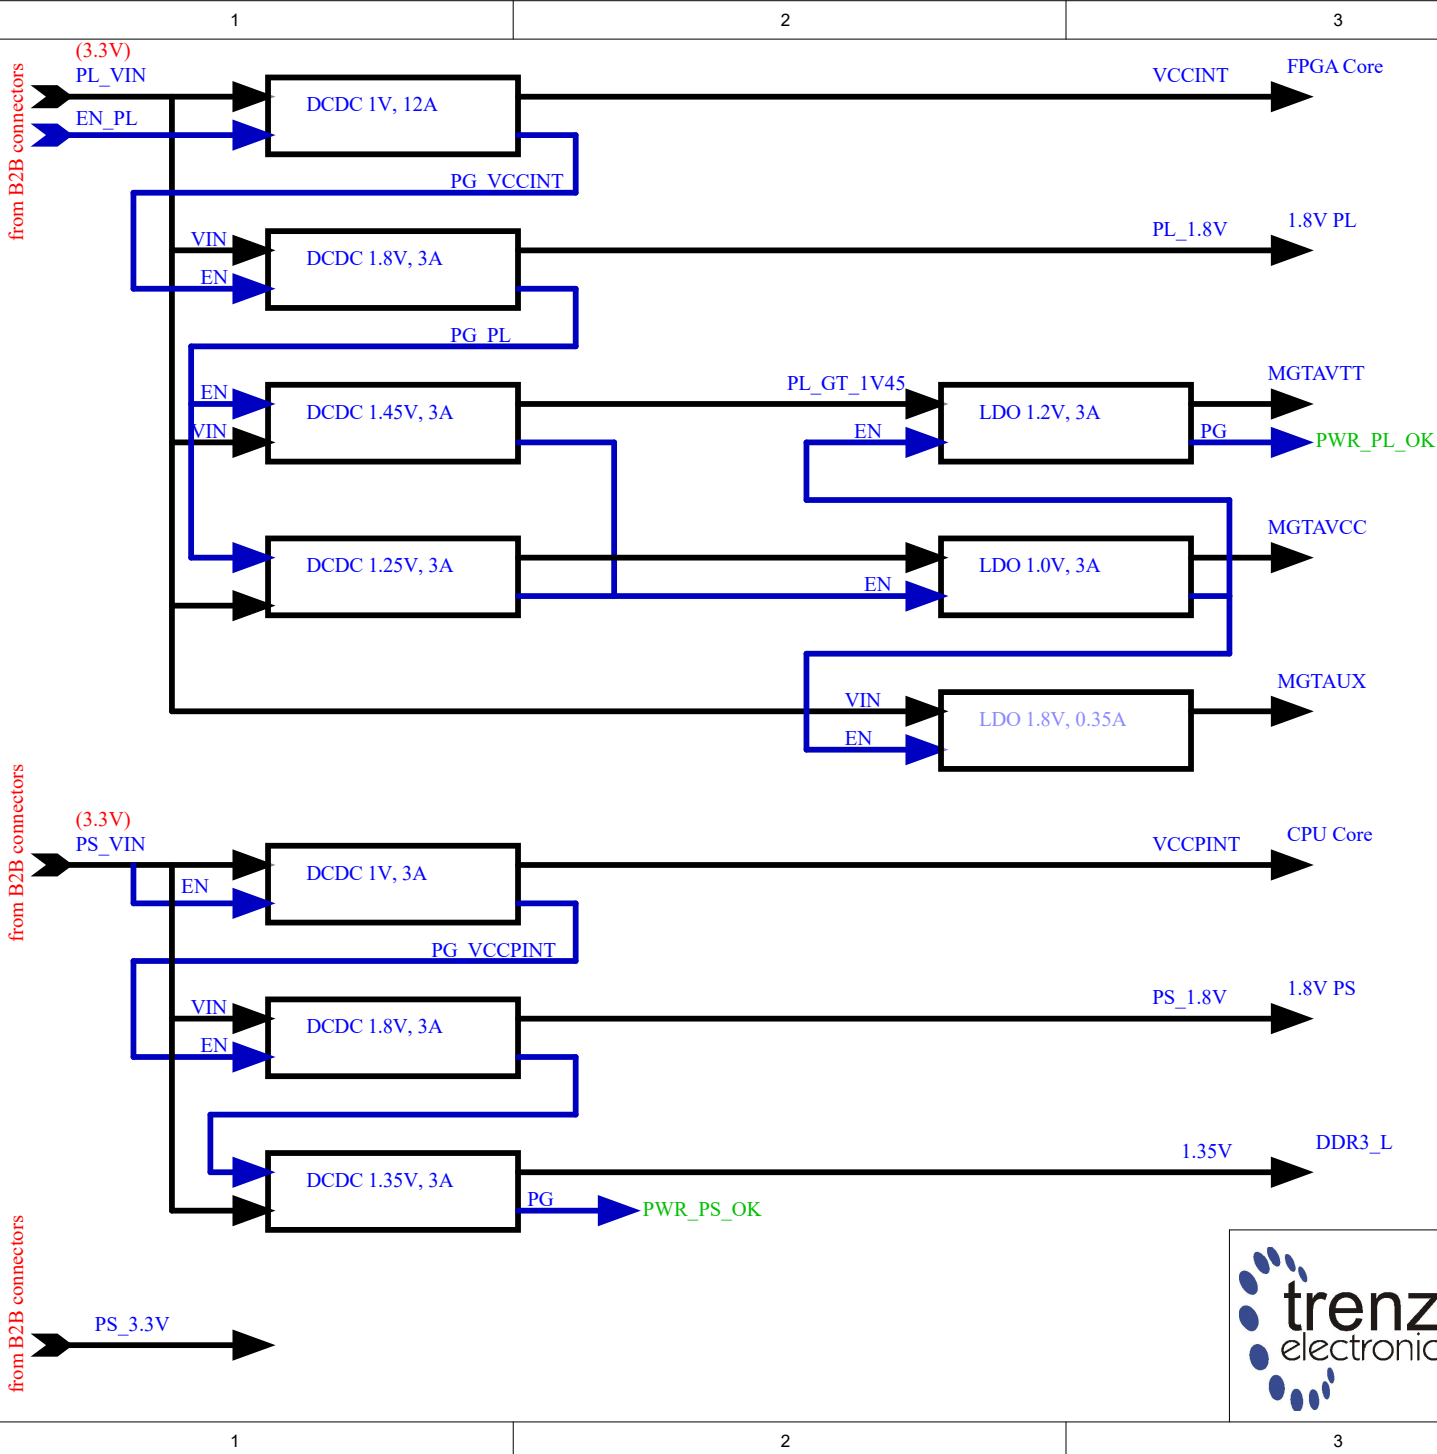 1 2 3
(3.3V)
PL_VIN
VCCINT
FPGA Core
DCDC 1V, 12A
EN_PL
from B2B connectors
PG_VCCINT
VIN
PL_1.8V
1.8V PL
DCDC 1.8V, 3A
EN
PG_PL
EN
DCDC 1.45V, 3A
VIN
PL_GT_1V45
LDO 1.2V, 3A
EN
MGTAVTT
PG
PWR_PL_OK
DCDC 1.25V, 3A
EN
LDO 1.0V, 3A
MGTAVCC
VIN
LDO 1.8V, 0.35A
EN
MGTAUX
from B2B connectors
(3.3V)
PS_VIN
EN
DCDC 1V, 3A
VCCPINT
CPU Core
PG_VCCPINT
VIN
DCDC 1.8V, 3A
EN
PS_1.8V
1.8V PS
DCDC 1.35V, 3A
1.35V
DDR3_L
PG
PWR_PS_OK
from B2B connectors
PS_3.3V
trenz
electronic
1 2 3